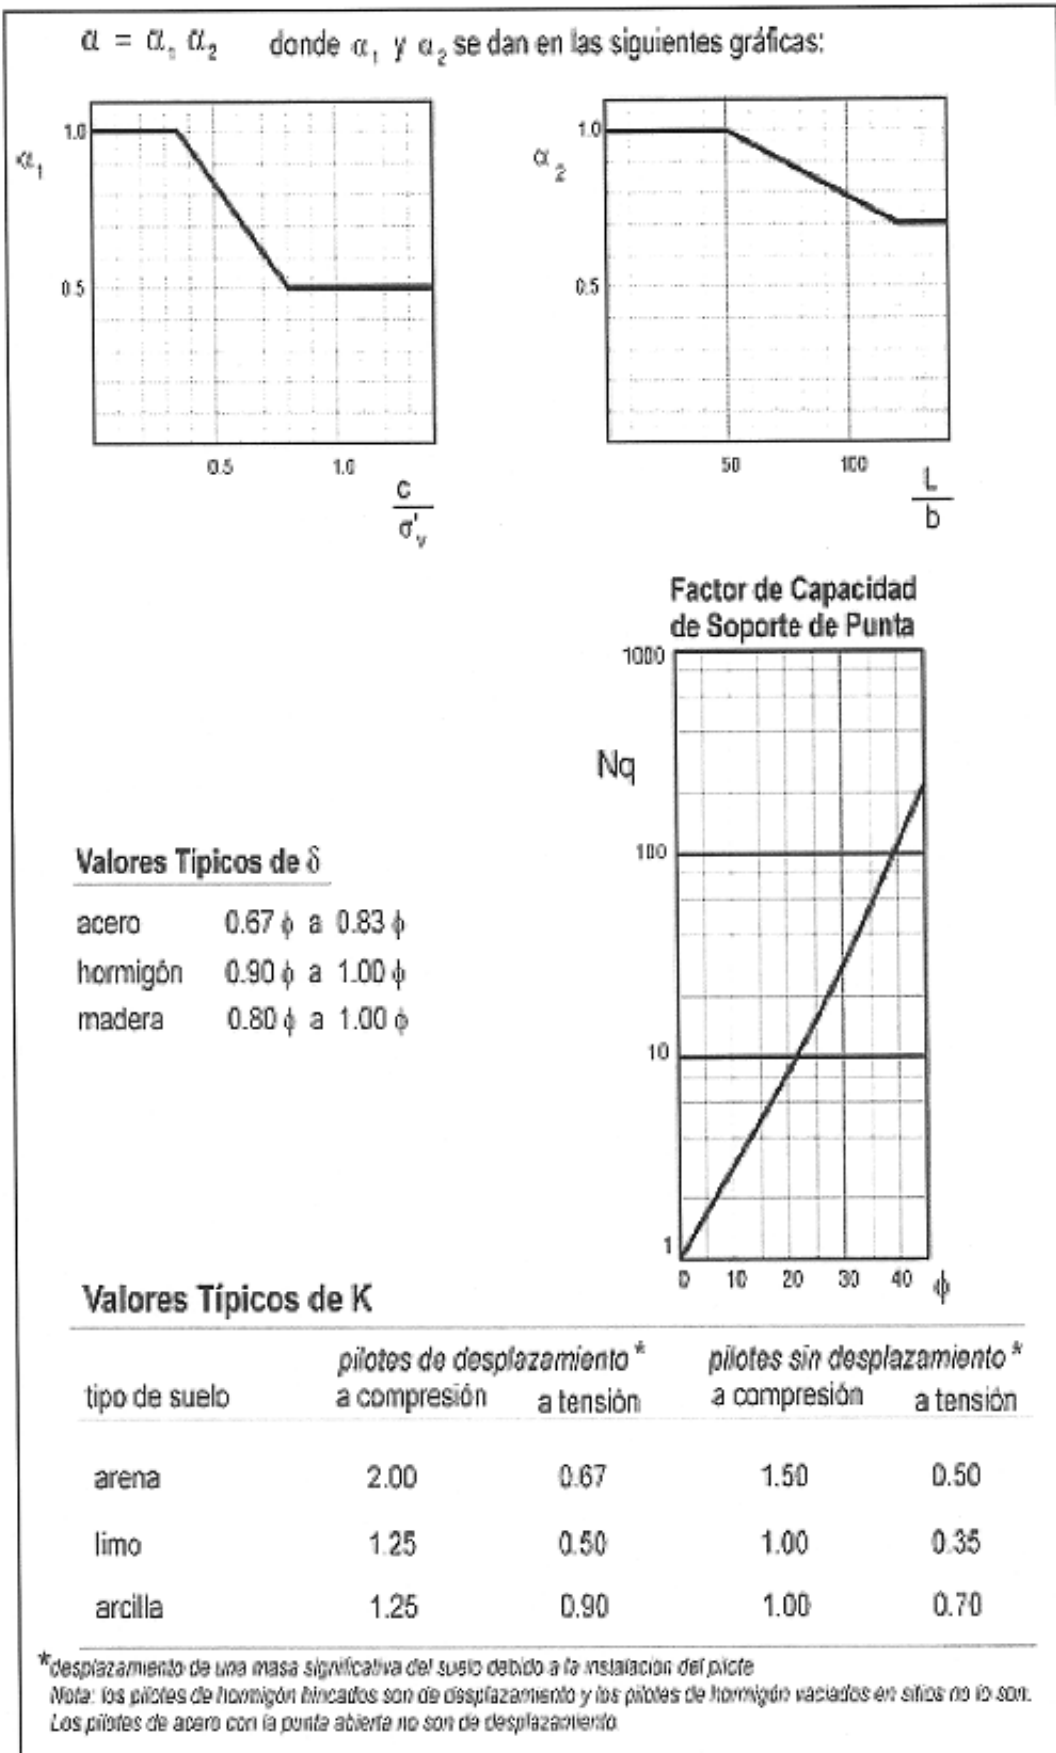 α = α₁ α₂ donde α₁ y α₂ se dan en las siguientes gráficas:
α₁
1.0
0.5
0.5 1.0
c
σ'v
α₂
1.0
0.5
50 100
L
b
Factor de Capacidad
de Soporte de Punta
1000
Nq
100
10
1
0 10 20 30 40 ϕ
Valores Típicos de δ
acero 0.67 ϕ a 0.83 ϕ
hormigón 0.90 ϕ a 1.00 ϕ
madera 0.80 ϕ a 1.00 ϕ
Valores Típicos de K
pilotes de desplazamiento * pilotes sin desplazamiento *
tipo de suelo a compresión a tensión a compresión a tensión
arena 2.00 0.67 1.50 0.50
limo 1.25 0.50 1.00 0.35
arcilla 1.25 0.90 1.00 0.70
*desplazamiento de una masa significativa del suelo debido a la instalación del pilote
Nota: los pilotes de hormigón hincados son de desplazamiento y los pilotes de hormigón vaciados en sitios no lo son.
Los pilotes de acero con la punta abierta no son de desplazamiento.